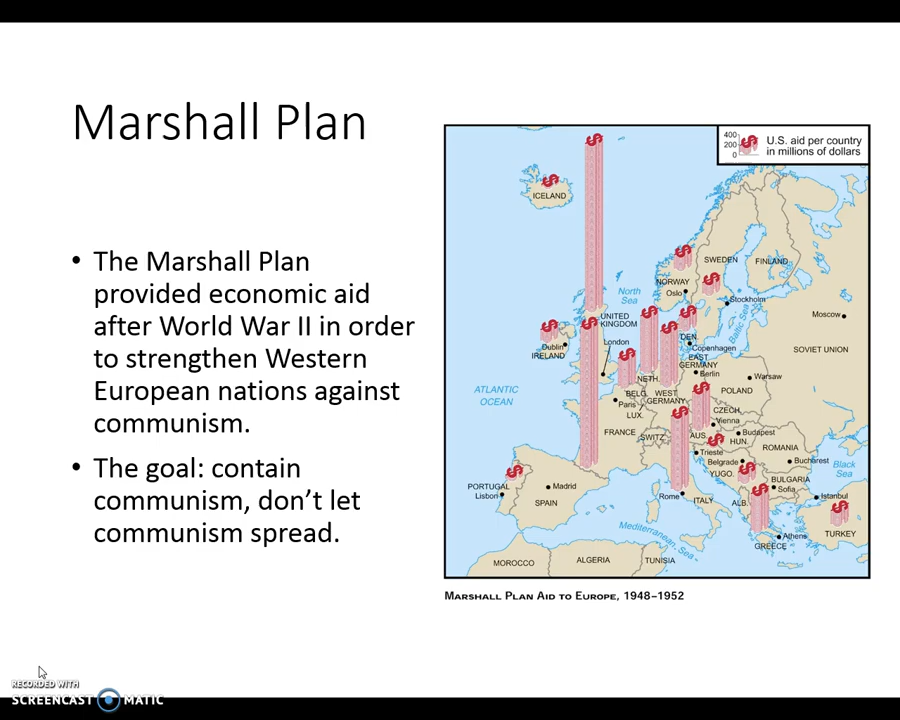 Marshall Plan
• The Marshall Plan
provided economic aid
after World War II in order
to strengthen Western
European nations against
communism.
• The goal: contain
communism, don’t let
communism spread.
400
200
0
U.S. aid per country
in millions of dollars
ICELAND
SWEDEN
FINLAND
NORWAY
Oslo
Stockholm
North
Sea
Baltic Sea
Moscow
UNITED
KINGDOM
London
Dublin
IRELAND
DEN.
Copenhagen
SOVIET UNION
EAST
GERMANY
Berlin
Warsaw
NETH.
ATLANTIC
OCEAN
BELG.
WEST
GERMANY
POLAND
Paris
LUX.
CZECH.
Vienna
FRANCE
SWITZ.
AUS.
Budapest
HUN.
Trieste
ROMANIA
Belgrade
YUGO.
Bucharest
Black
Sea
BULGARIA
Sofia
PORTUGAL
Lisbon
Madrid
SPAIN
Rome
ITALY
ALB.
Istanbul
TURKEY
Mediterranean Sea
Athens
GREECE
MOROCCO
ALGERIA
TUNISIA
Marshall Plan Aid to Europe, 1948–1952
RECORDED WITH
SCREENCAST MATIC